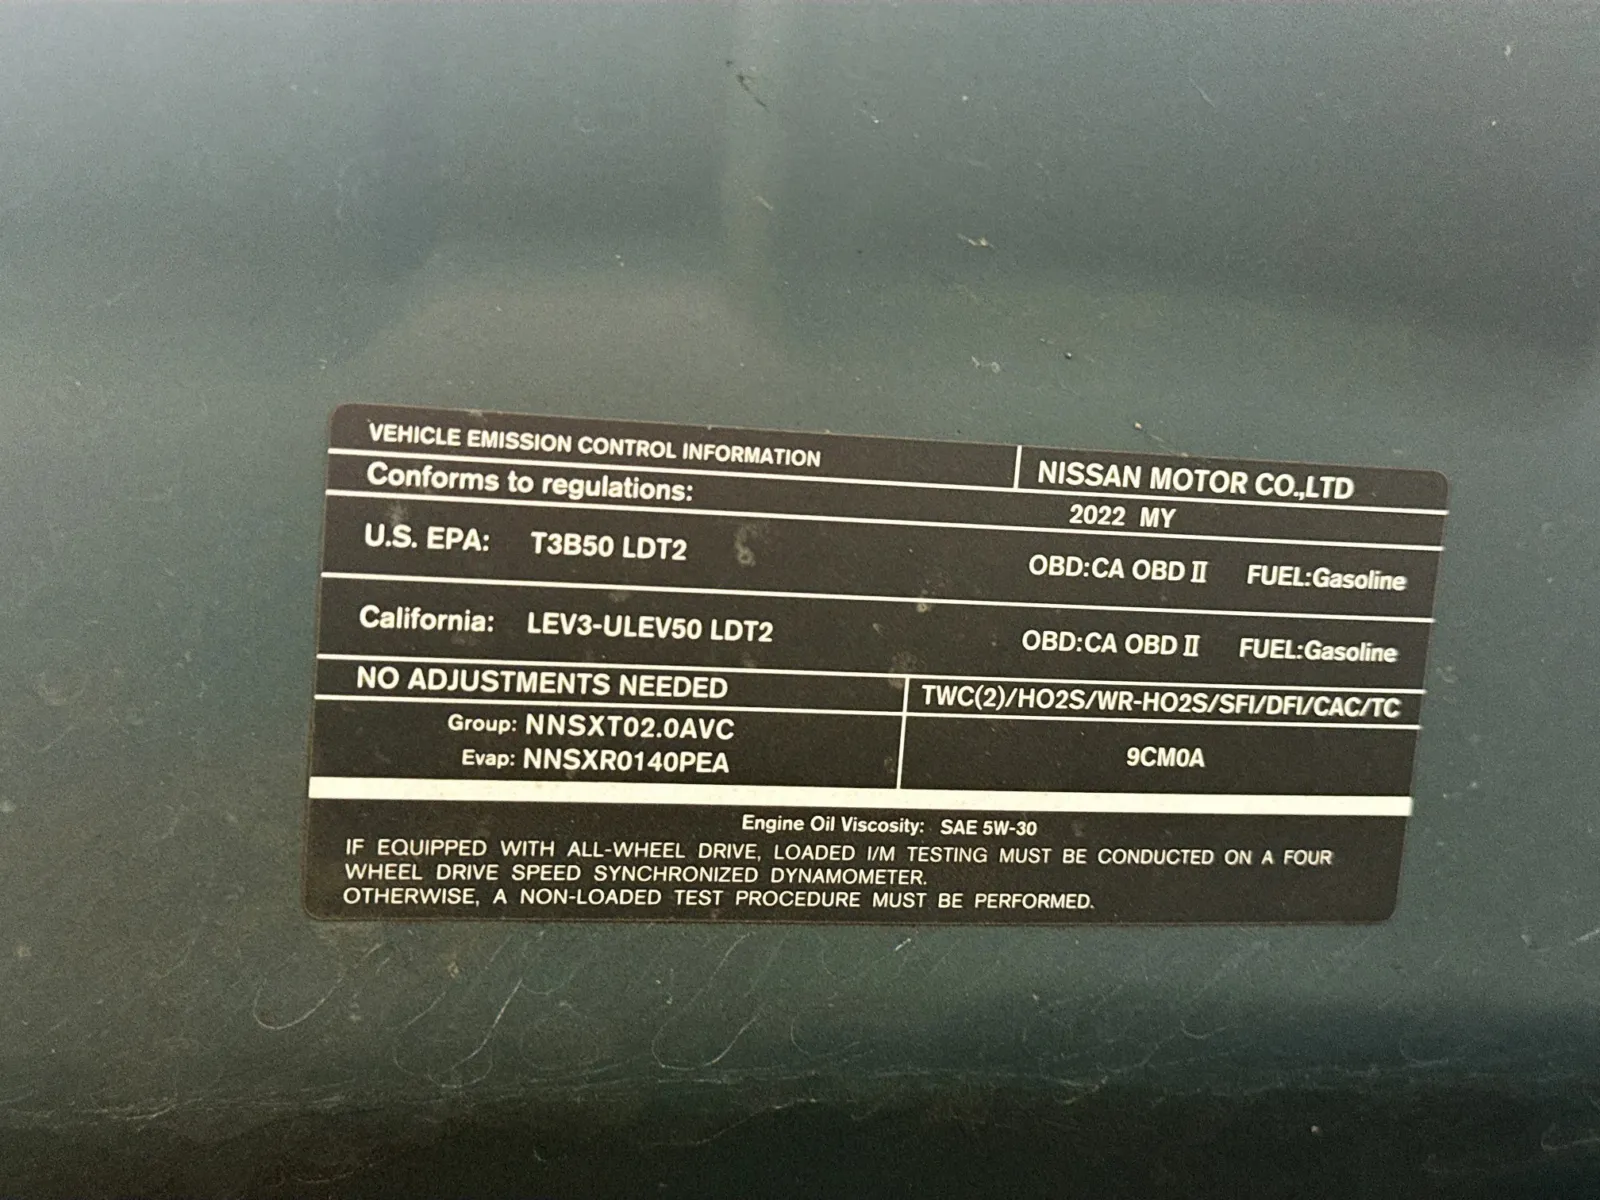 VEHICLE EMISSION CONTROL INFORMATION
NISSAN MOTOR CO.,LTD
Conforms to regulations:
2022 MY
U.S. EPA: T3B50 LDT2 OBD:CA OBD II FUEL:Gasoline
California: LEV3-ULEV50 LDT2 OBD:CA OBD II FUEL:Gasoline
NO ADJUSTMENTS NEEDED
TWC(2)/HO2S/WR-HO2S/SFI/DFI/CAC/TC
Group: NNSXT02.0AVC
Evap: NNSXR0140PEA
9CM0A
Engine Oil Viscosity: SAE 5W-30
IF EQUIPPED WITH ALL-WHEEL DRIVE, LOADED I/M TESTING MUST BE CONDUCTED ON A FOUR
WHEEL DRIVE SPEED SYNCHRONIZED DYNAMOMETER.
OTHERWISE, A NON-LOADED TEST PROCEDURE MUST BE PERFORMED.